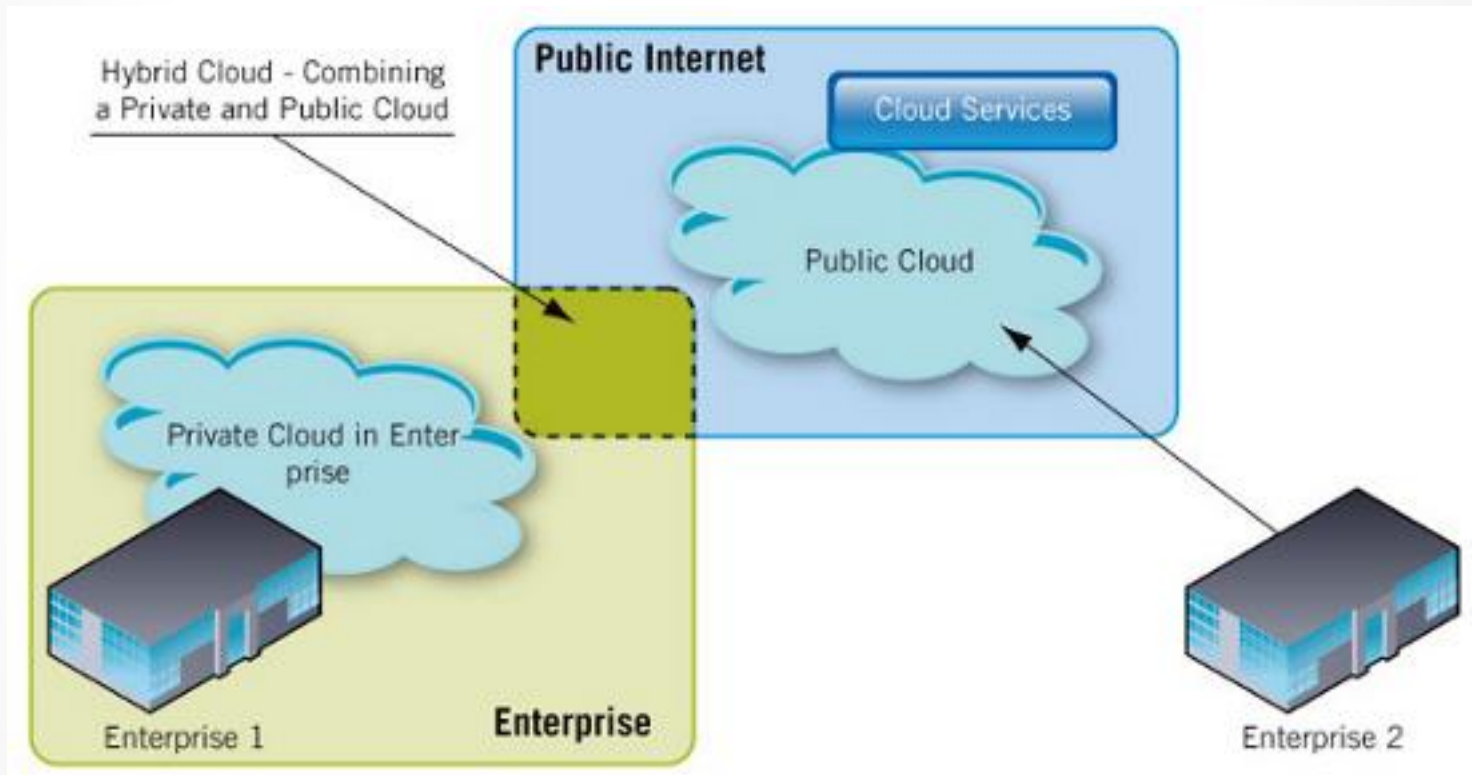 Hybrid Cloud - Combining
a Private and Public Cloud
Public Internet
Cloud Services
Public Cloud
Private Cloud in Enter
prise
Enterprise 1
Enterprise
Enterprise 2